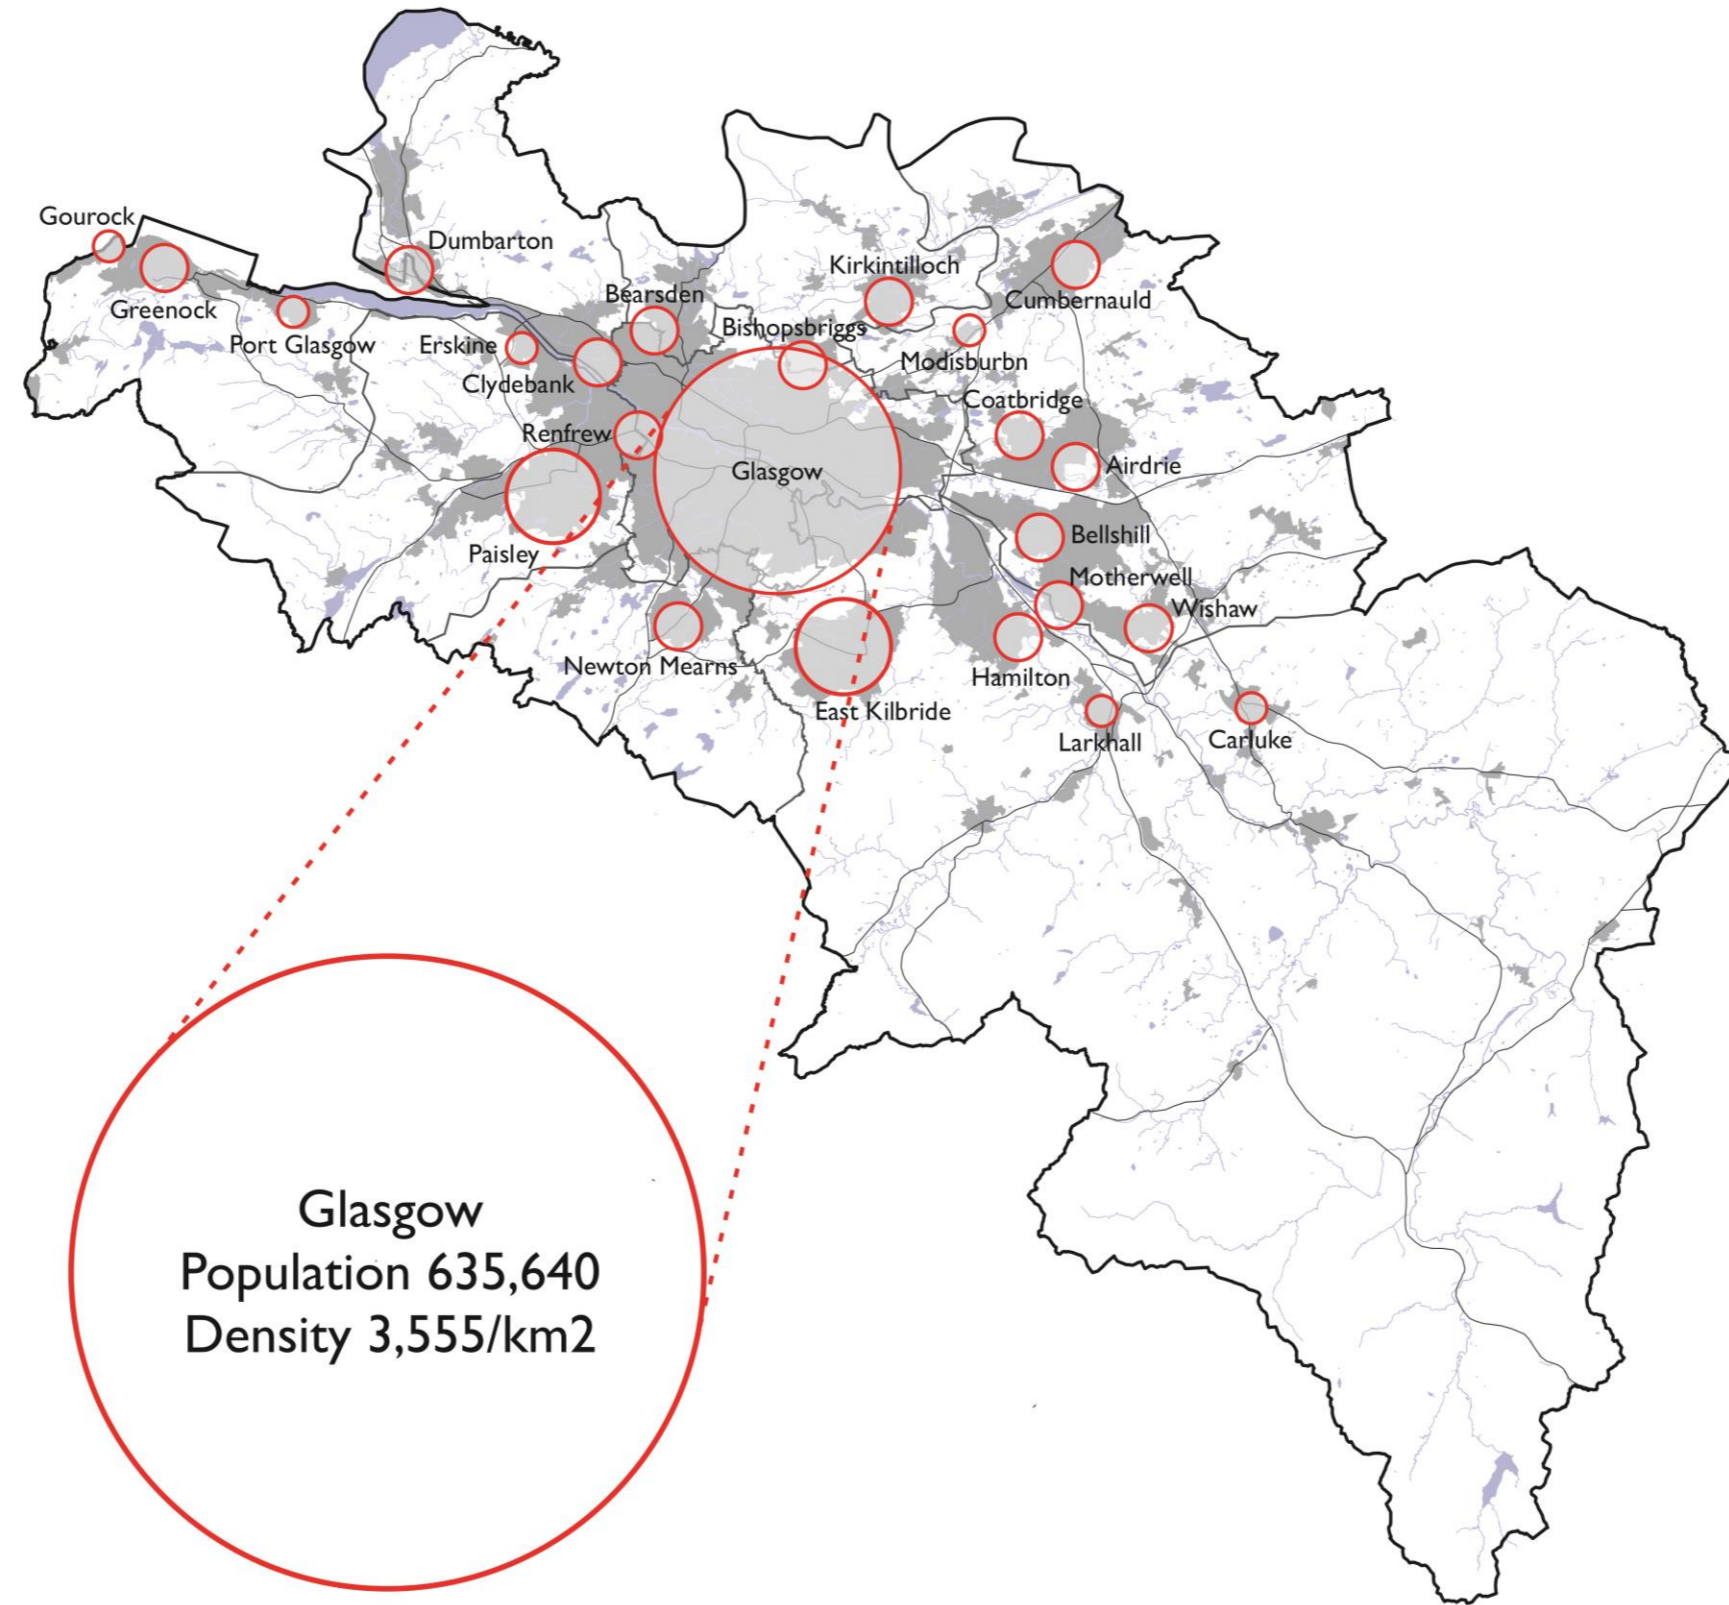 Gourock
Dumbarton
Kirkintilloch
Greenock
Bearsden
Cumbernauld
Port Glasgow
Erskine
Bishopsbriggs
Modisburbn
Clydebank
Coatbridge
Renfrew
Glasgow
Airdrie
Paisley
Bellshill
Motherwell
Wishaw
Newton Mearns
Hamilton
East Kilbride
Larkhall
Carluke
Glasgow
Population 635,640
Density 3,555/km2